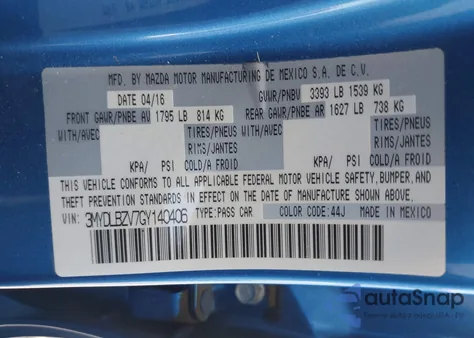 MFD. BY MAZDA MOTOR MANUFACTURING DE MEXICO S.A. DE C.V.
DATE 04/16 GVWR/PNBV 3393 LB 1539 KG
FRONT GAWR/PNBE AV 1795 LB 814 KG REAR GAWR/PNBE AR 1627 LB 738 KG
WITH/AVEC TIRES/PNEUS WITH/AVEC TIRES/PNEUS
RIMS/JANTES RIMS/JANTES
KPA/ PSI COLD/A FROID KPA/ PSI COLD/A FROID
THIS VEHICLE CONFORMS TO ALL APPLICABLE FEDERAL MOTOR VEHICLE SAFETY, BUMPER, AND
THEFT PREVENTION STANDARDS IN EFFECT ON THE DATE OF MANUFACTURE SHOWN ABOVE.
VIN: 3MYDLBZV7GY140406 TYPE: PASS CAR COLOR CODE: 44J MADE IN MEXICO
autoSnap